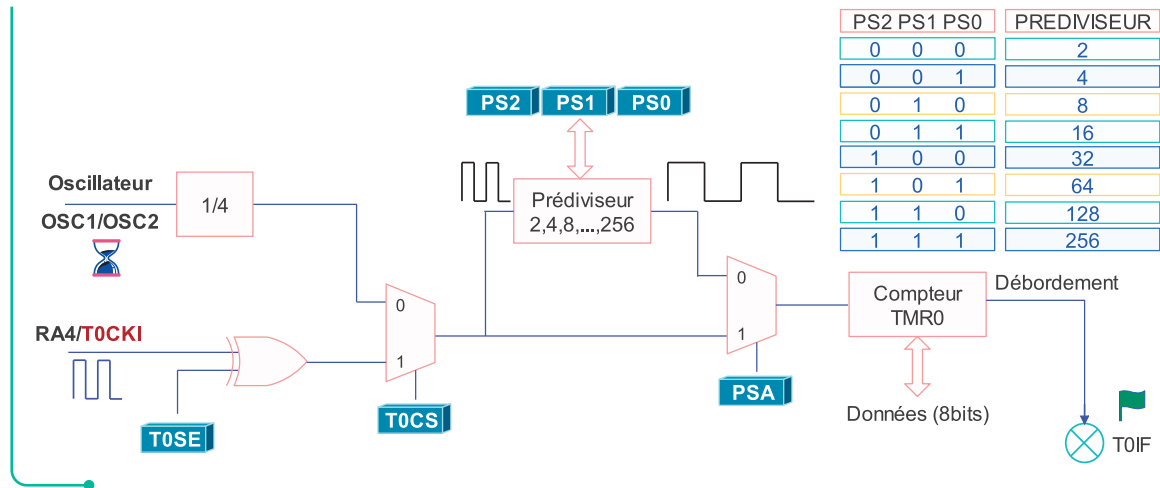 PS2 PS1 PS0 PREDIVISEUR
0 0 0 2
0 0 1 4
0 1 0 8
0 1 1 16
1 0 0 32
1 0 1 64
1 1 0 128
1 1 1 256
PS2 PS1 PS0
Oscillateur
OSC1/OSC2
1/4
Prédiviseur
2,4,8,...,256
RA4/T0CKI
T0SE
0
1
T0CS
0
1
PSA
Compteur
TMR0
Données (8bits)
Débordement
T0IF